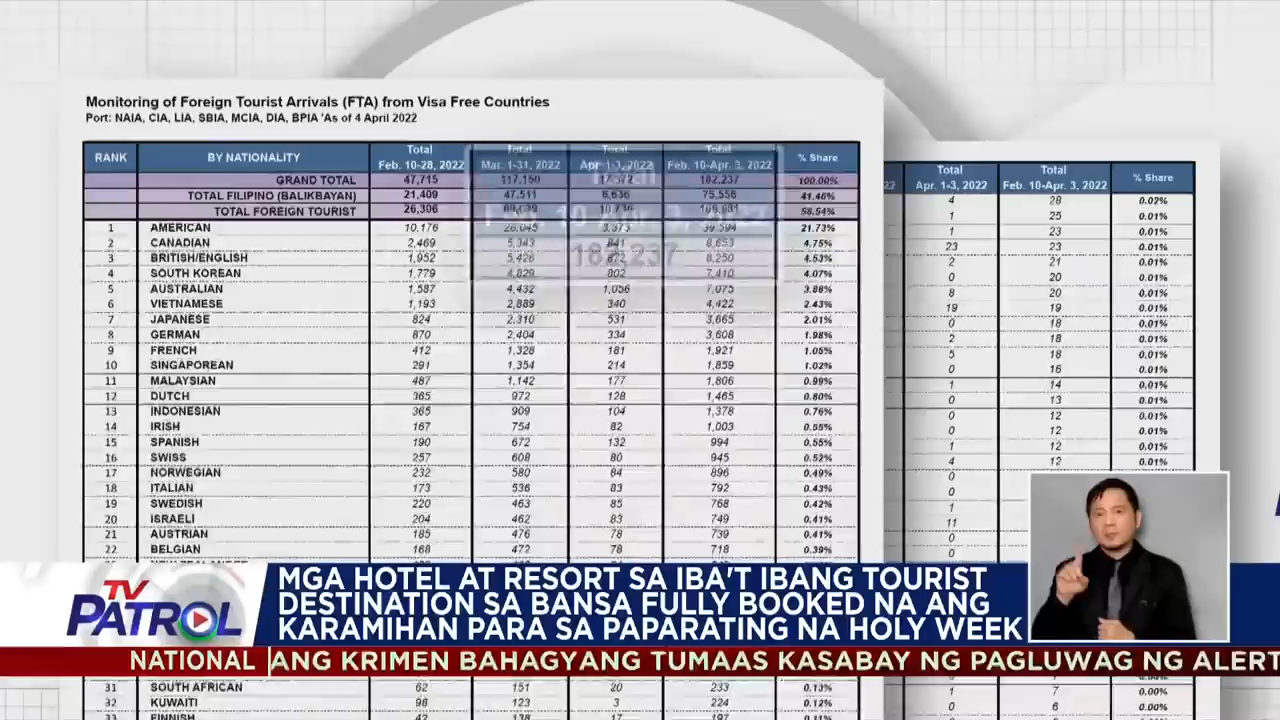 Monitoring of Foreign Tourist Arrivals (FTA) from Visa Free Countries
Port: NAIA, CIA, LIA, SBIA, MCIA, DIA, BPIA 'As of 4 April 2022
RANK BY NATIONALITY Total Feb. 10-28, 2022 Total Mar. 1-31, 2022 Total Apr. 1-3, 2022 Total Feb. 10-Apr. 3, 2022 % Share
GRAND TOTAL 47,715 182,237 100.00%
TOTAL FILIPINO (BALIKBAYAN) 21,409 47,511 6,636 75,556 41.46%
TOTAL FOREIGN TOURIST 26,306 58.54%
1 AMERICAN 10,176 21.73%
2 CANADIAN 2,469 5,343 841 8,653 4.75%
3 BRITISH/ENGLISH 1,952 5,426 872 8,250 4.53%
4 SOUTH KOREAN 1,779 4,829 802 7,410 4.07%
5 AUSTRALIAN 1,587 4,432 1,056 7,075 3.88%
6 VIETNAMESE 1,193 2,889 340 4,422 2.43%
7 JAPANESE 824 2,310 531 3,665 2.01%
8 GERMAN 870 2,404 334 3,608 1.98%
9 FRENCH 412 1,328 181 1,921 1.05%
10 SINGAPOREAN 291 1,354 214 1,859 1.02%
11 MALAYSIAN 487 1,142 177 1,806 0.99%
12 DUTCH 365 972 128 1,465 0.80%
13 INDONESIAN 365 909 104 1,378 0.76%
14 IRISH 167 754 82 1,003 0.55%
15 SPANISH 190 672 132 994 0.55%
16 SWISS 257 608 80 945 0.52%
17 NORWEGIAN 232 580 84 896 0.49%
18 ITALIAN 173 536 83 792 0.43%
19 SWEDISH 220 463 85 768 0.42%
20 ISRAELI 204 462 83 749 0.41%
21 AUSTRIAN 185 476 78 739 0.41%
22 BELGIAN 168 472 78 718 0.39%
31 SOUTH AFRICAN 62 151 20 233 0.13%
32 KUWAITI 98 123 3 224 0.12%
33 FINNISH
Total
Feb. 10-Apr. 3, 2022
182,237
Total Apr. 1-3, 2022 Total Feb. 10-Apr. 3, 2022 % Share
4 28 0.02%
1 25 0.01%
1 23 0.01%
23 23 0.01%
2 21 0.01%
0 20 0.01%
8 20 0.01%
19 19 0.01%
0 18 0.01%
2 18 0.01%
5 18 0.01%
0 16 0.01%
1 14 0.01%
0 13 0.01%
0 12 0.01%
0 12 0.01%
1 12 0.01%
4 12 0.01%
0
0
1
11
0
0
1 7 0.00%
0 6 0.00%
TV PATROL
MGA HOTEL AT RESORT SA IBA'T IBANG TOURIST
DESTINATION SA BANSA FULLY BOOKED NA ANG
KARAMIHAN PARA SA PAPARATING NA HOLY WEEK
NATIONAL ANG KRIMEN BAHAGYANG TUMAAS KASABAY NG PAGLUWAG NG ALERT